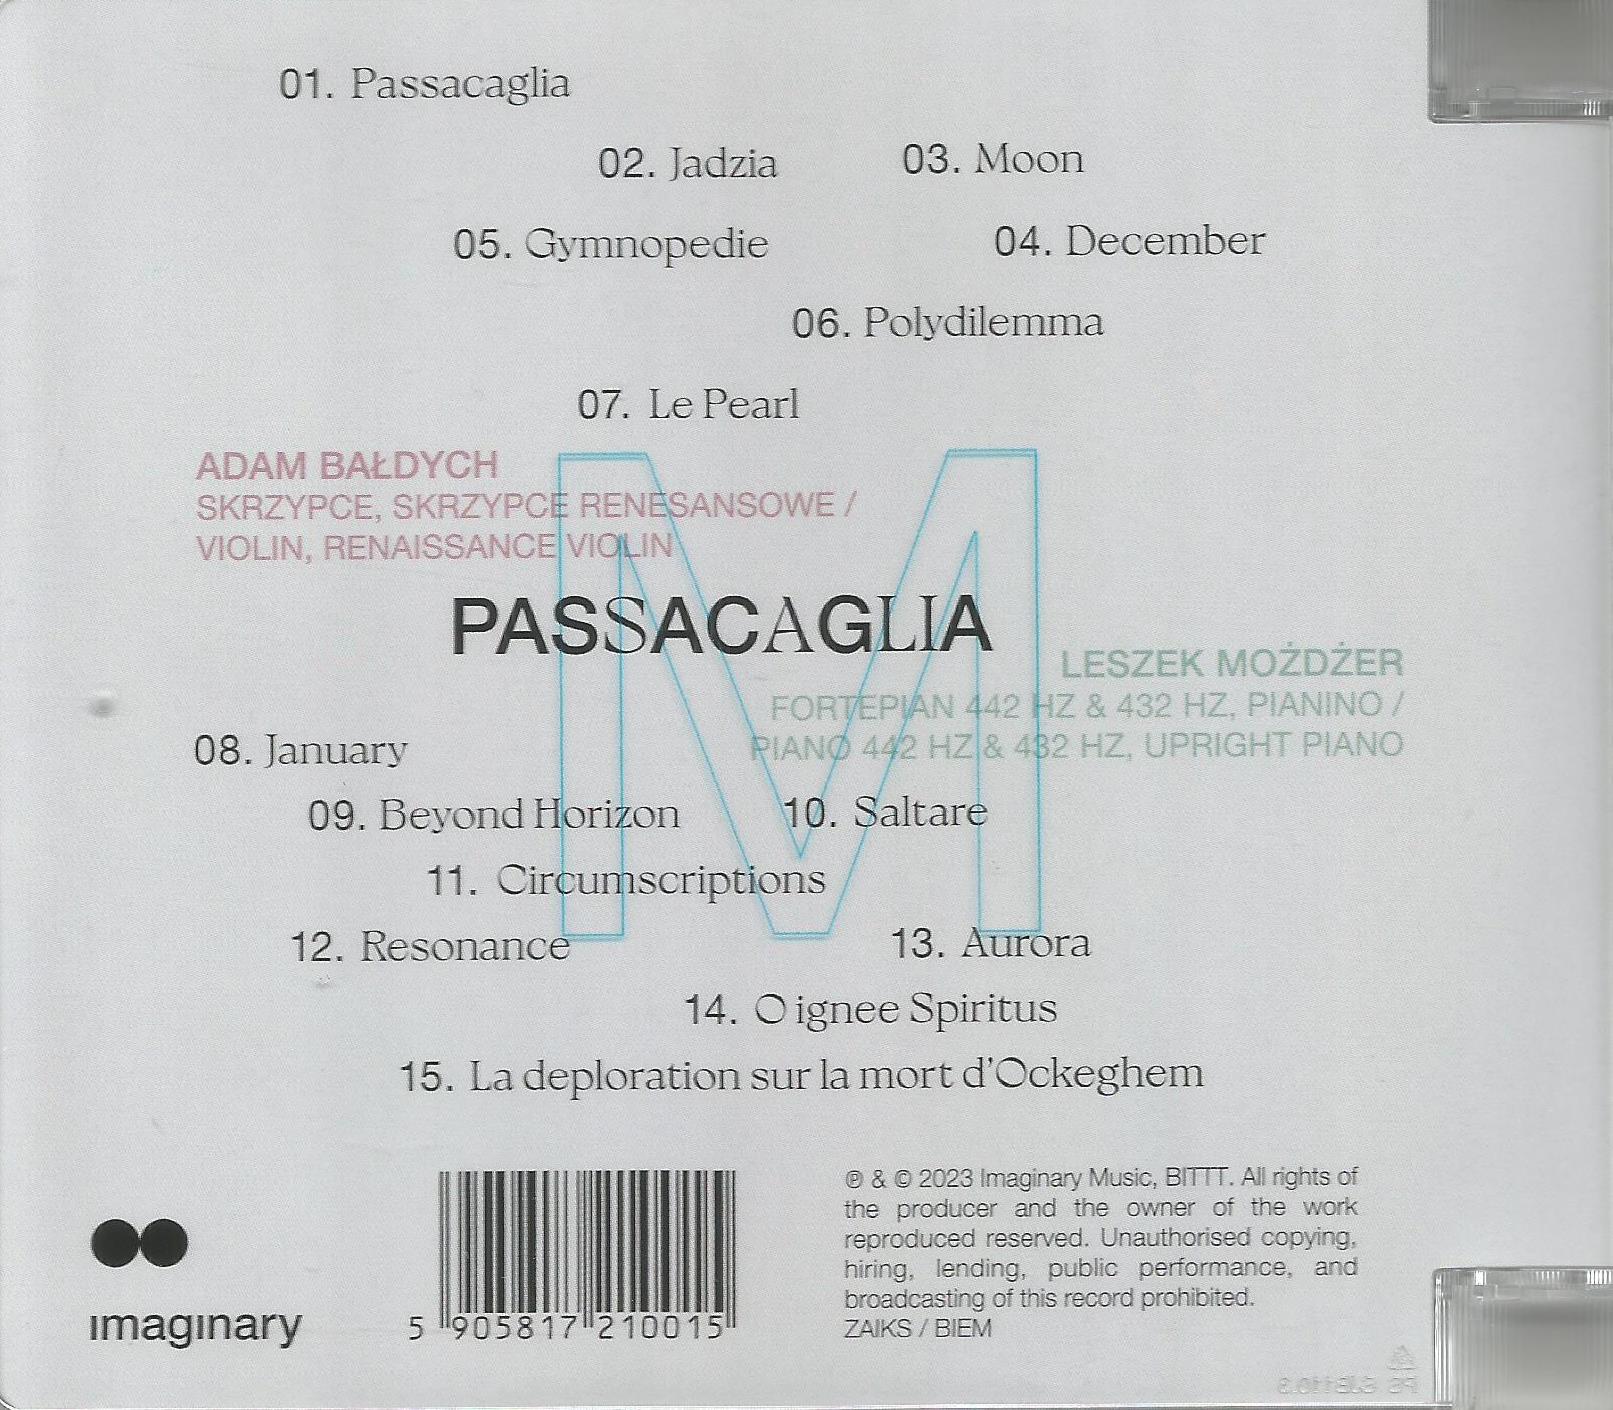 01. Passacaglia
02. Jadzia
03. Moon
05. Gymnopedie
04. December
06. Polydilemma
07. Le Pearl
ADAM BAŁDYCH
SKRZYPCE, SKRZYPCE RENESANSOWE /
VIOLIN, RENAISSANCE VIOLIN
M
PASSACAGLIA
LESZEK MOŻDŻER
FORTEPIAN 442 HZ & 432 HZ, PIANINO /
PIANO 442 HZ & 432 HZ, UPRIGHT PIANO
08. January
09. Beyond Horizon
10. Saltare
11. Circumscriptions
12. Resonance
13. Aurora
14. O ignee Spiritus
15. La deploration sur la mort d'Ockeghem
imaginary
5 905817 210015
℗ & © 2023 Imaginary Music, BITTT. All rights of
the producer and the owner of the work
reproduced reserved. Unauthorised copying,
hiring, lending, public performance, and
broadcasting of this record prohibited.
ZAIKS / BIEM